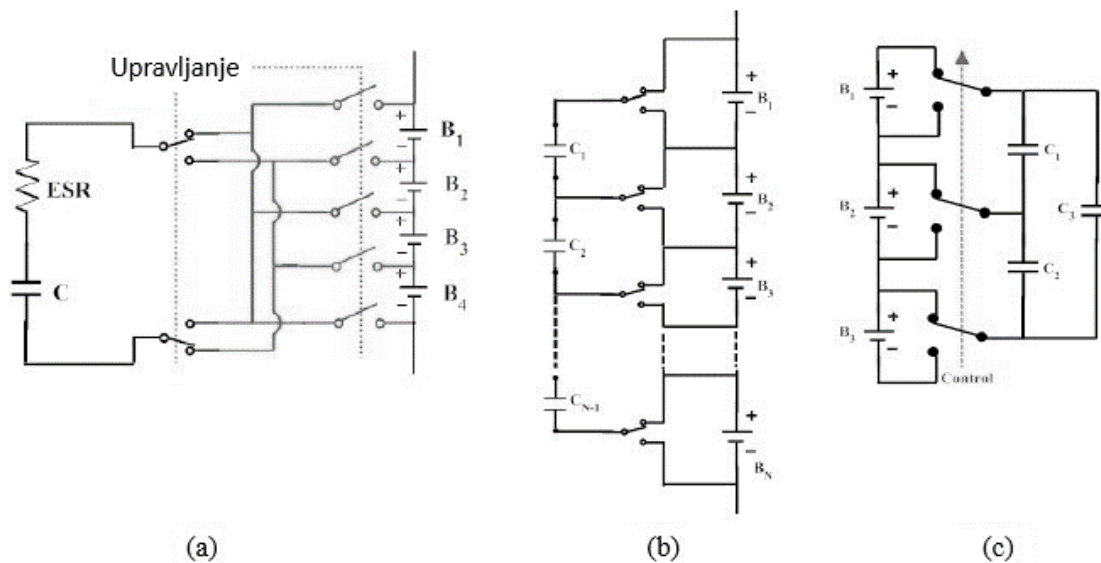 Upravljanje
ESR
C
+
B1
−
+
B2
−
+
B3
−
+
B4
−
(a)
C1
C2
CN-1
+
B1
−
+
B2
−
+
B3
−
+
BN
−
(b)
B1
+
−
B2
+
−
B3
+
−
C1
C2
C3
Control
(c)